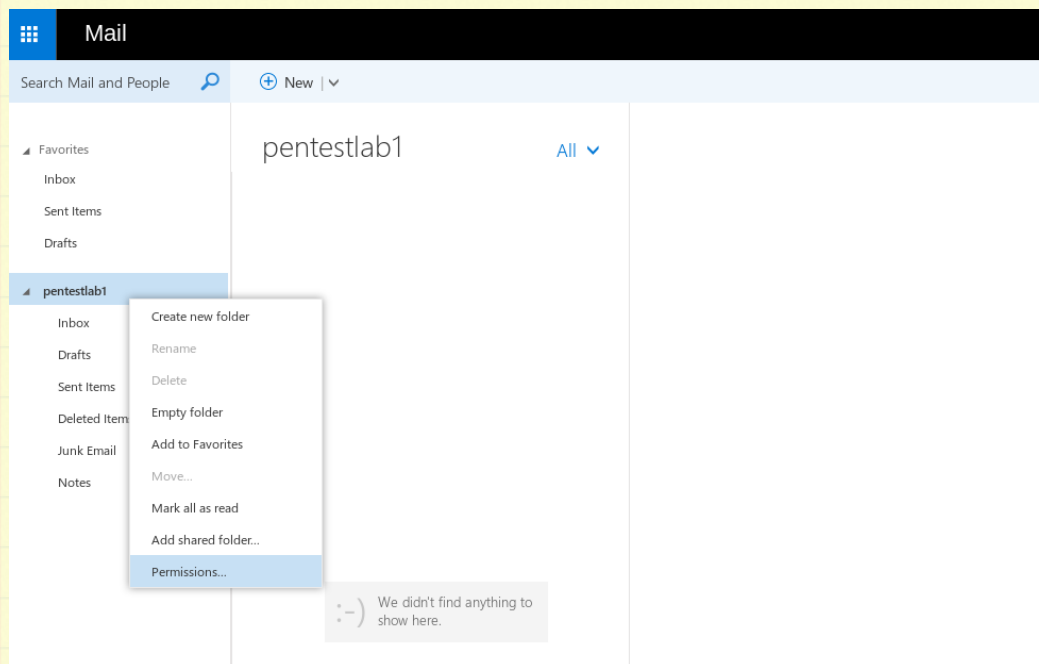 Mail
Search Mail and People
New
Favorites
Inbox
Sent Items
Drafts
pentestlab1
Inbox
Drafts
Sent Items
Deleted Item
Junk Email
Notes
Create new folder
Rename
Delete
Empty folder
Add to Favorites
Move...
Mark all as read
Add shared folder...
Permissions...
pentestlab1
All
:-)
We didn't find anything to
show here.